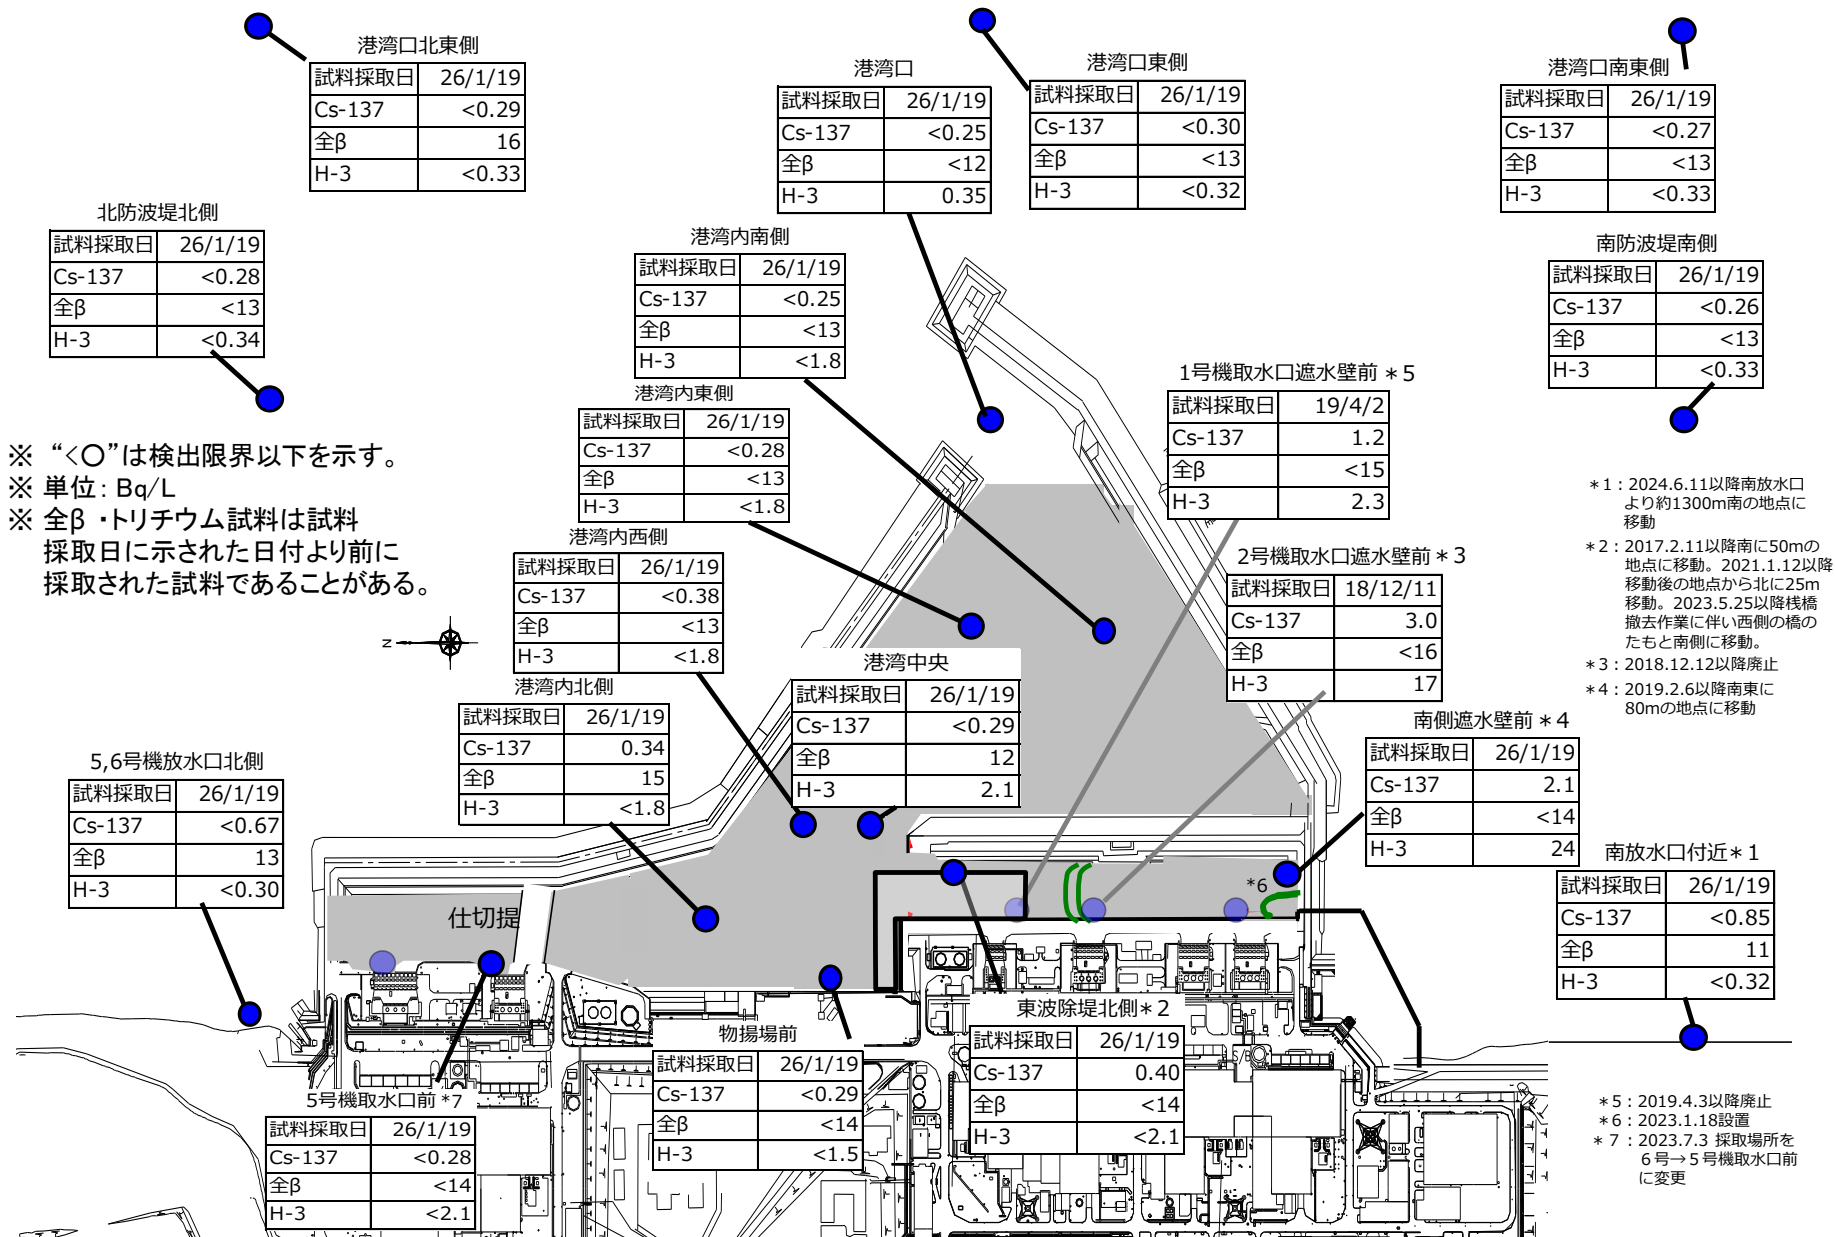 港湾口北東側
試料採取日 26/1/19
Cs-137 <0.29
全β 16
H-3 <0.33
港湾口
試料採取日 26/1/19
Cs-137 <0.25
全β <12
H-3 0.35
港湾口東側
試料採取日 26/1/19
Cs-137 <0.30
全β <13
H-3 <0.32
港湾口南東側
試料採取日 26/1/19
Cs-137 <0.27
全β <13
H-3 <0.33
北防波堤北側
試料採取日 26/1/19
Cs-137 <0.28
全β <13
H-3 <0.34
港湾内南側
試料採取日 26/1/19
Cs-137 <0.25
全β <13
H-3 <1.8
南防波堤南側
試料採取日 26/1/19
Cs-137 <0.26
全β <13
H-3 <0.33
港湾内東側
試料採取日 26/1/19
Cs-137 <0.28
全β <13
H-3 <1.8
1号機取水口遮水壁前＊5
試料採取日 19/4/2
Cs-137 1.2
全β <15
H-3 2.3
※ “<〇”は検出限界以下を示す。
※ 単位：Bq/L
※ 全β・トリチウム試料は試料
採取日に示された日付より前に
採取された試料であることがある。
N
港湾内西側
試料採取日 26/1/19
Cs-137 <0.38
全β <13
H-3 <1.8
2号機取水口遮水壁前＊3
試料採取日 18/12/11
Cs-137 3.0
全β <16
H-3 17
＊1：2024.6.11以降南放水口
より約1300m南の地点に
移動
＊2：2017.2.11以降南に50mの
地点に移動。2021.1.12以降
移動後の地点から北に25m
移動。2023.5.25以降桟橋
撤去作業に伴い西側の橋の
たもと南側に移動。
＊3：2018.12.12以降廃止
＊4：2019.2.6以降南東に
80mの地点に移動
港湾内北側
試料採取日 26/1/19
Cs-137 0.34
全β 15
H-3 <1.8
港湾中央
試料採取日 26/1/19
Cs-137 <0.29
全β 12
H-3 2.1
南側遮水壁前＊4
試料採取日 26/1/19
Cs-137 2.1
全β <14
H-3 24
5,6号機放水口北側
試料採取日 26/1/19
Cs-137 <0.67
全β 13
H-3 <0.30
南放水口付近＊1
試料採取日 26/1/19
Cs-137 <0.85
全β 11
H-3 <0.32
＊6
仕切提
物揚場前
試料採取日 26/1/19
Cs-137 <0.29
全β <14
H-3 <1.5
東波除堤北側＊2
試料採取日 26/1/19
Cs-137 0.40
全β <14
H-3 <2.1
S/B
5号機取水口前 *7
試料採取日 26/1/19
Cs-137 <0.28
全β <14
H-3 <2.1
＊5：2019.4.3以降廃止
＊6：2023.1.18設置
＊7：2023.7.3 採取場所を
6号→5号機取水口前
に変更